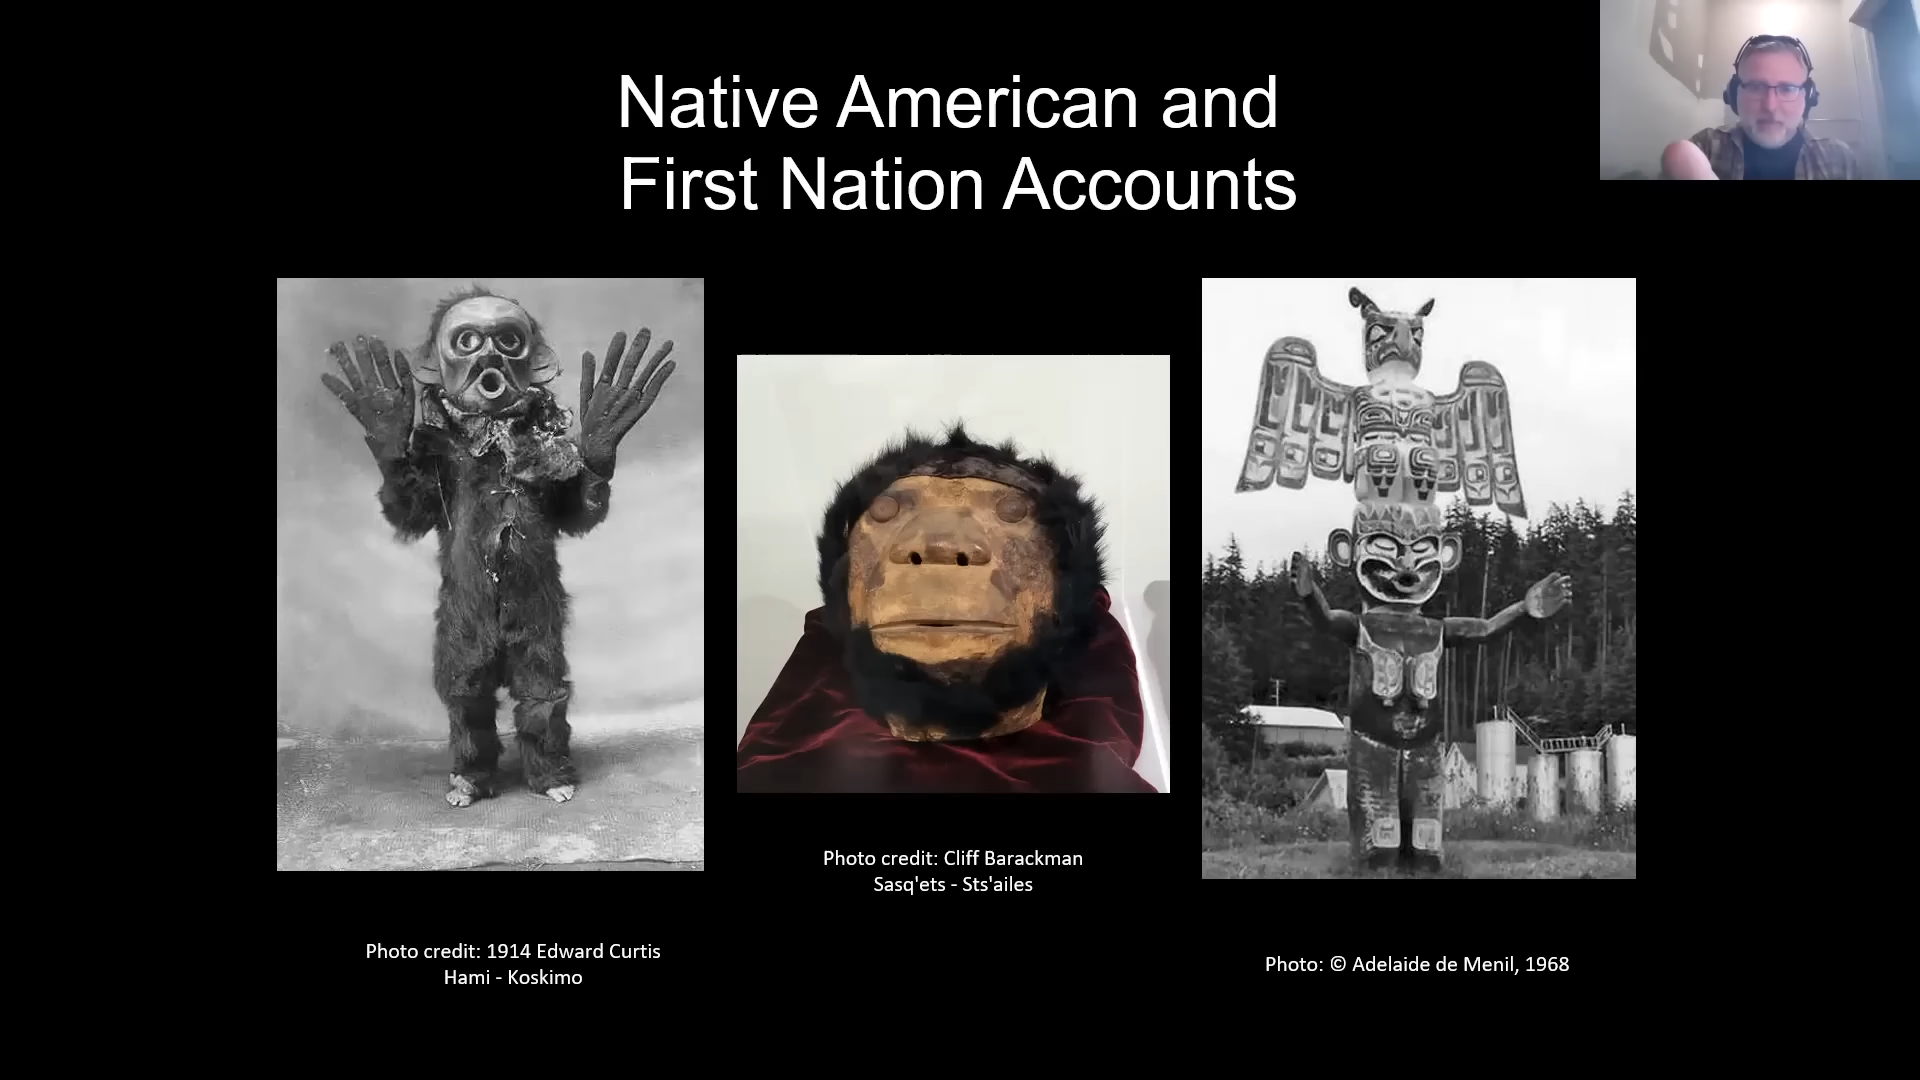 Native American and
First Nation Accounts
Photo credit: Cliff Barackman
Sasq'ets - Sts'ailes
Photo credit: 1914 Edward Curtis
Hami - Koskimo
Photo: © Adelaide de Menil, 1968